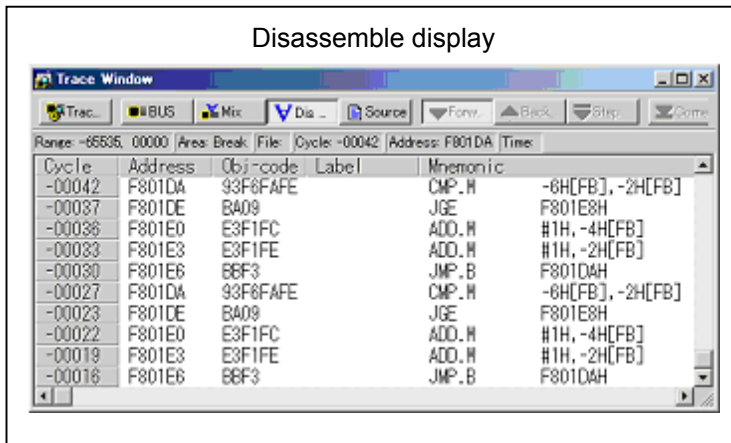 Disassemble display
Trace Window
Trac... BUS Mix Dis ... Source Forw... Back. Step Come
Range: -65535, 00000 Area: Break File: Cycle: -00042 Address: F801DA Time:
Cycle Address Obj-code Label Mnemonic
-00042 F801DA 93F6FAFE CMP.W -6H[FB],-2H[FB]
-00037 F801DE BA09 JGE F801E8H
-00036 F801E0 E3F1FC ADD.W #1H,-4H[FB]
-00033 F801E3 E3F1FE ADD.W #1H,-2H[FB]
-00030 F801E6 BBF3 JMP.B F801DAH
-00027 F801DA 93F6FAFE CMP.W -6H[FB],-2H[FB]
-00023 F801DE BA09 JGE F801E8H
-00022 F801E0 E3F1FC ADD.W #1H,-4H[FB]
-00019 F801E3 E3F1FE ADD.W #1H,-2H[FB]
-00016 F801E6 BBF3 JMP.B F801DAH